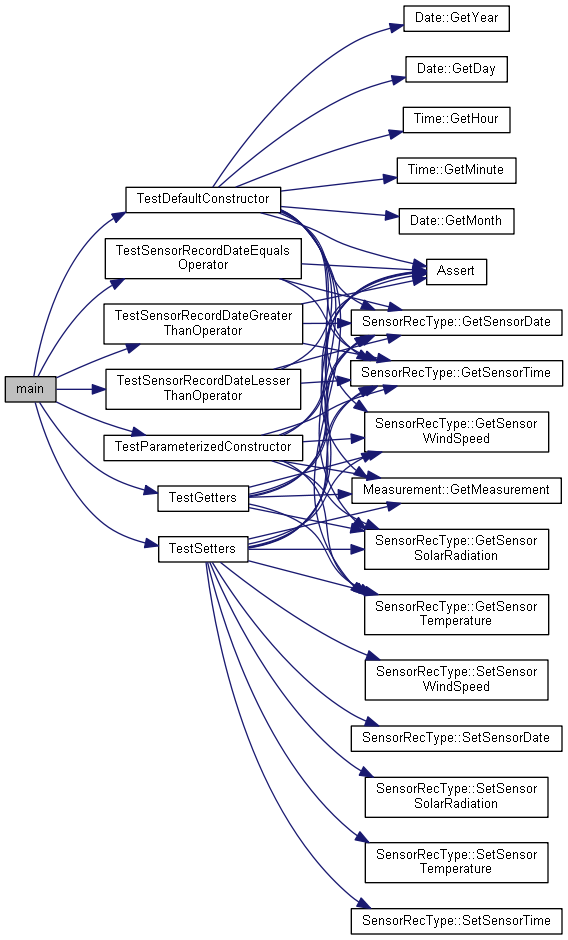 main
TestDefaultConstructor
TestSensorRecordDateEquals
Operator
TestSensorRecordDateGreater
ThanOperator
TestSensorRecordDateLesser
ThanOperator
TestParameterizedConstructor
TestGetters
TestSetters
Date::GetYear
Date::GetDay
Time::GetHour
Time::GetMinute
Date::GetMonth
Assert
SensorRecType::GetSensorDate
SensorRecType::GetSensorTime
SensorRecType::GetSensor
WindSpeed
Measurement::GetMeasurement
SensorRecType::GetSensor
SolarRadiation
SensorRecType::GetSensor
Temperature
SensorRecType::SetSensor
WindSpeed
SensorRecType::SetSensorDate
SensorRecType::SetSensor
SolarRadiation
SensorRecType::SetSensor
Temperature
SensorRecType::SetSensorTime